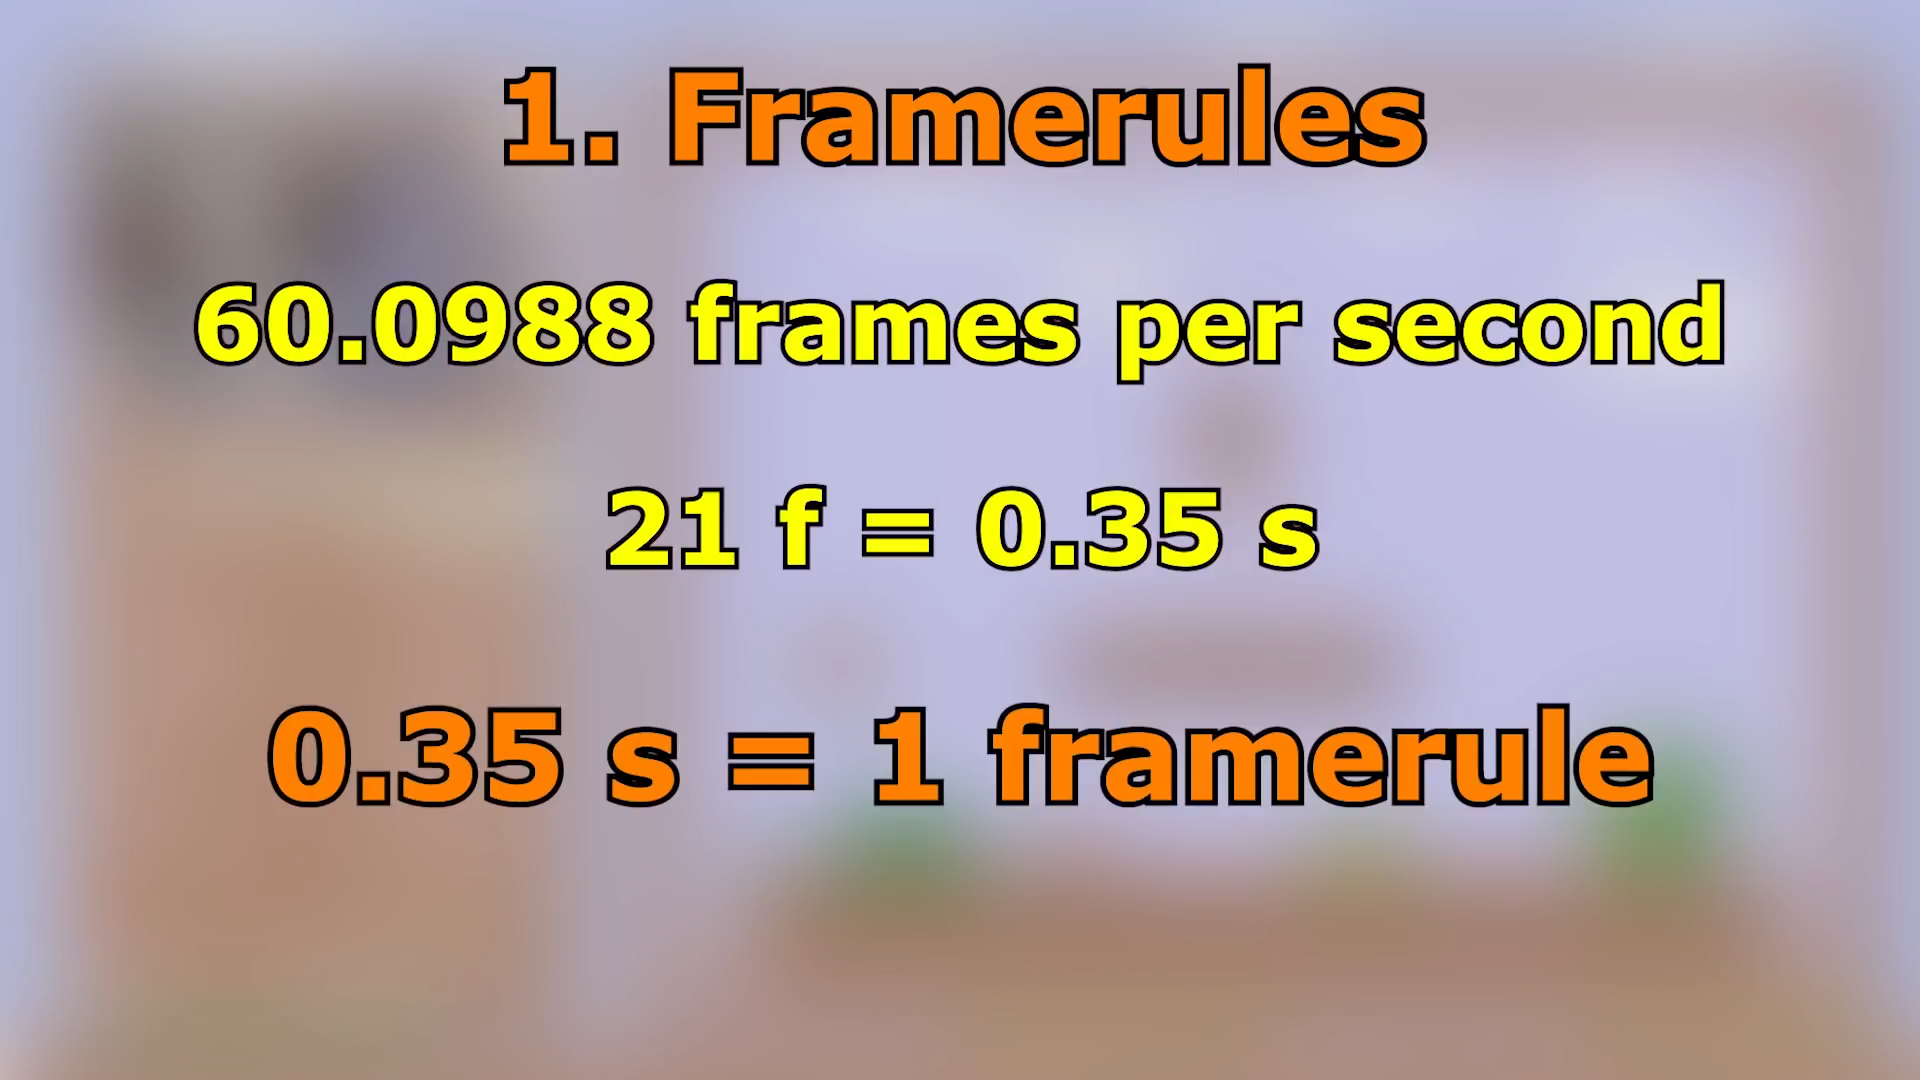 1. Framerules
60.0988 frames per second
21 f = 0.35 s
0.35 s = 1 framerule